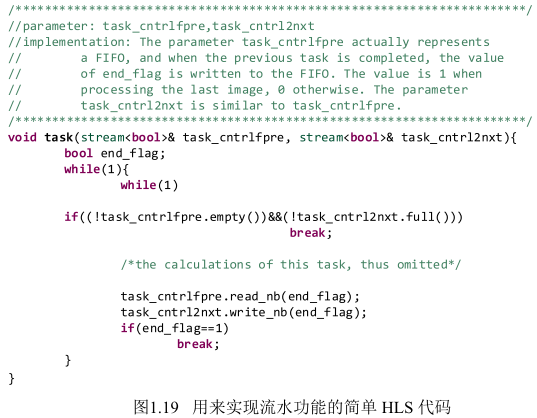 /*******************************************************************/
//parameter: task_cntrlfpre,task_cntrl2nxt
//implementation: The parameter task_cntrlfpre actually represents
//        a FIFO, and when the previous task is completed, the value
//        of end_flag is written to the FIFO. The value is 1 when
//        processing the last image, 0 otherwise. The parameter
//        task_cntrl2nxt is similar to task_cntrlfpre.
/*******************************************************************/
void task(stream<bool>& task_cntrlfpre, stream<bool>& task_cntrl2nxt){
        bool end_flag;
        while(1){
                while(1)
        if((!task_cntrlfpre.empty())&&(!task_cntrl2nxt.full()))
                                        break;
                /*the calculations of this task, thus omitted*/
                task_cntrlfpre.read_nb(end_flag);
                task_cntrl2nxt.write_nb(end_flag);
                if(end_flag==1)
                        break;
        }
}
图1.19 用来实现流水功能的简单 HLS 代码